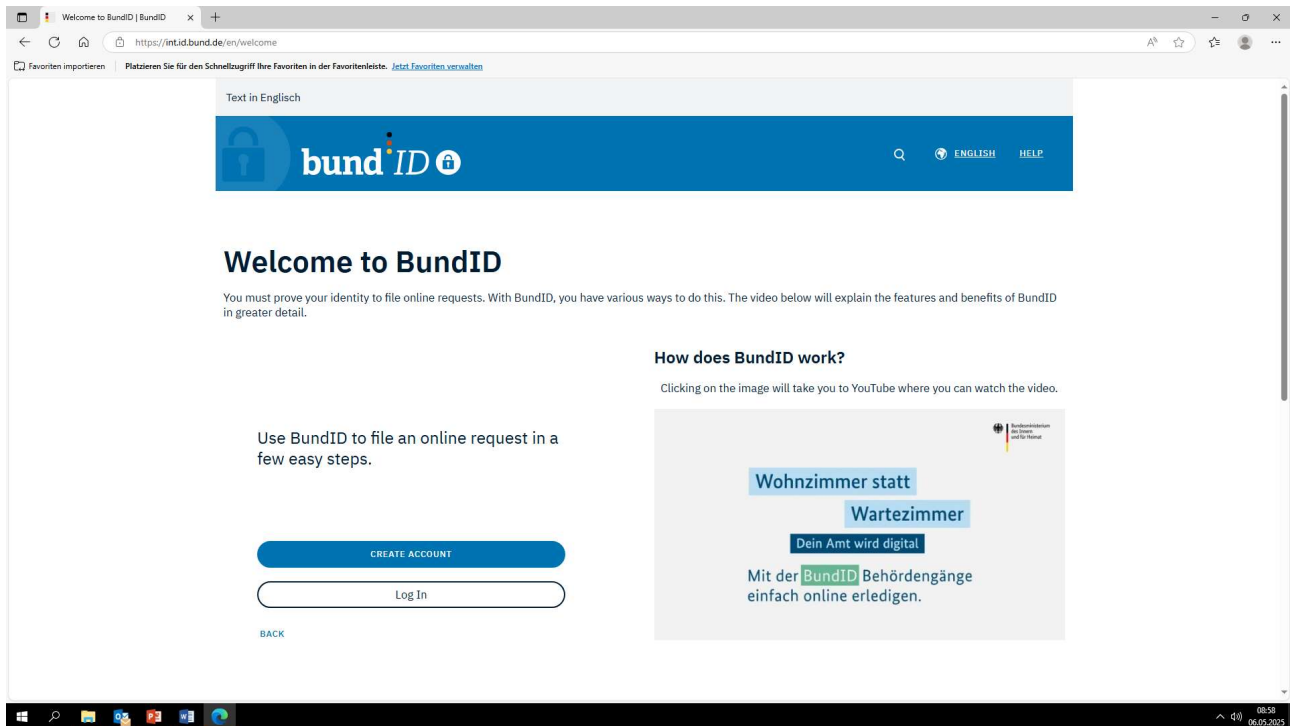 Welcome to BundID | BundID
https://int.id.bund.de/en/welcome
Favoriten importieren
Platzieren Sie für den Schnellzugriff Ihre Favoriten in der Favoritenleiste. Jetzt Favoriten verwalten
Text in Englisch
bund ID
ENGLISH
HELP
Welcome to BundID
You must prove your identity to file online requests. With BundID, you have various ways to do this. The video below will explain the features and benefits of BundID
in greater detail.
How does BundID work?
Clicking on the image will take you to YouTube where you can watch the video.
Use BundID to file an online request in a
few easy steps.
CREATE ACCOUNT
Log In
BACK
Bundesministerium
des Innern
und für Heimat
Wohnzimmer statt
Wartezimmer
Dein Amt wird digital
Mit der BundID Behördengänge
einfach online erledigen.
08:58
06.05.2025